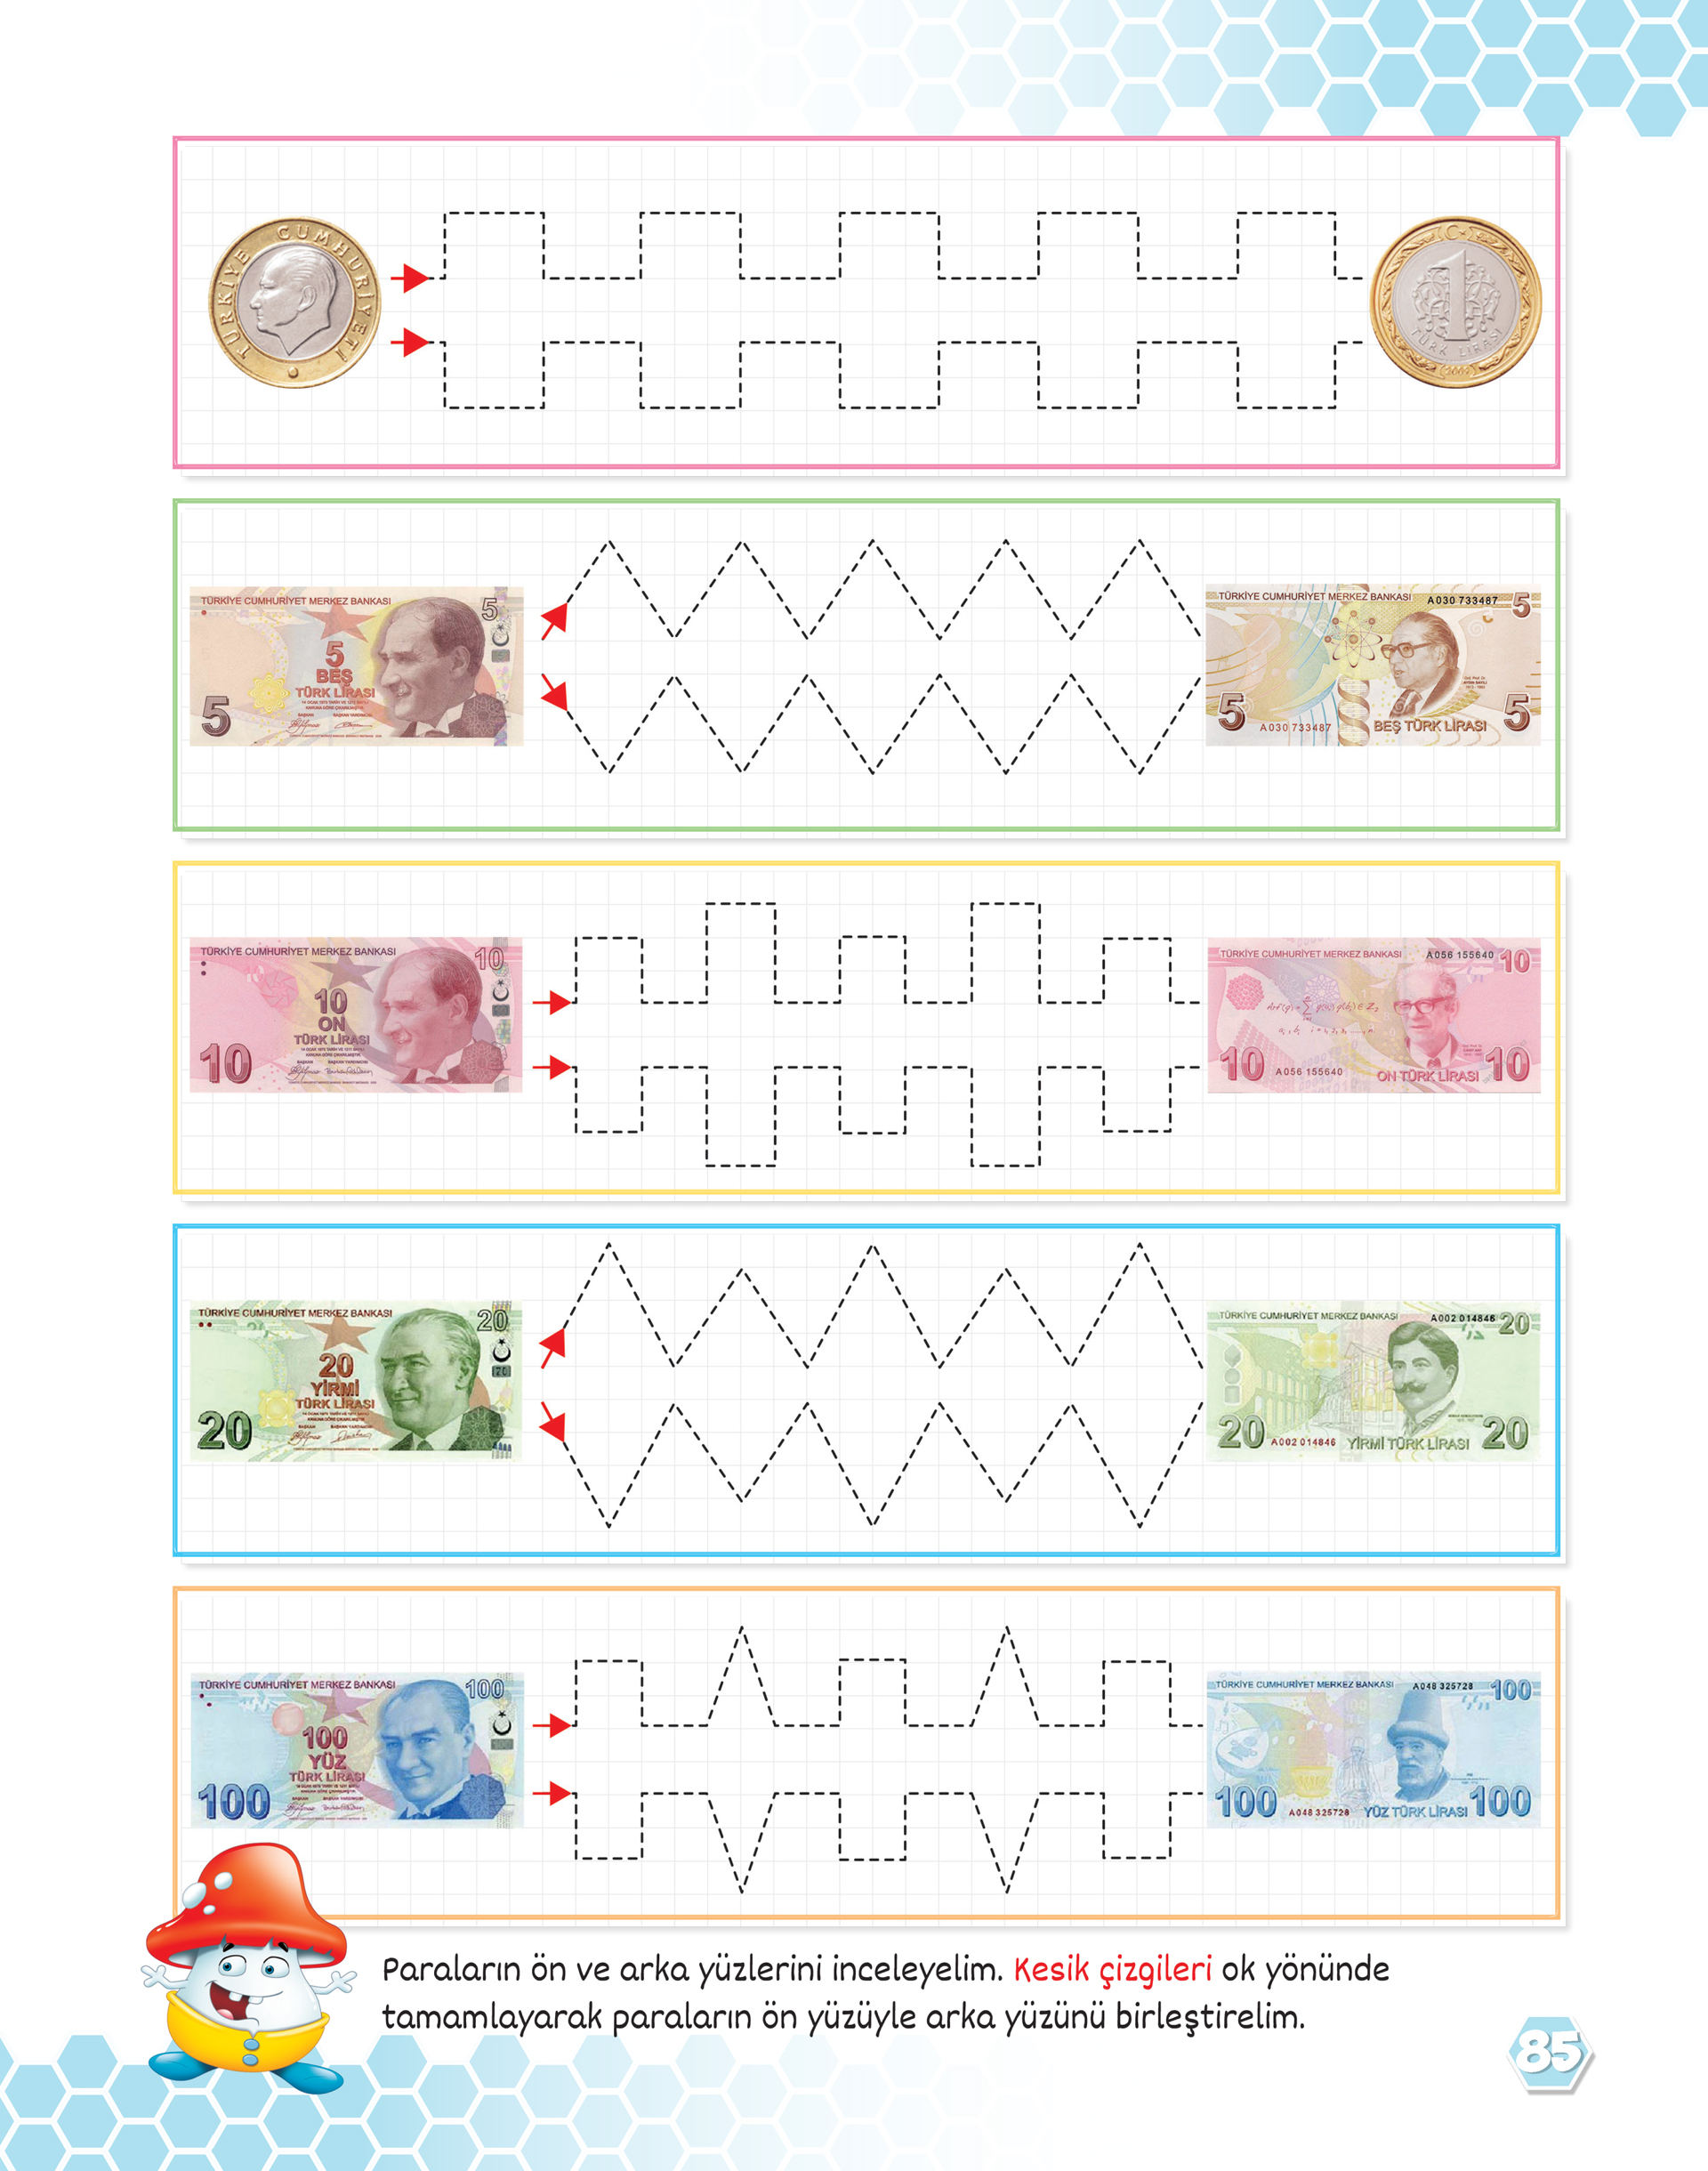 TÜRKİYE CUMHURİYETİ
1
TÜRK LİRASI
TÜRKİYE CUMHURİYET MERKEZ BANKASI
5
5
BEŞ
TÜRK LİRASI
5
TÜRKİYE CUMHURİYET MERKEZ BANKASI
A030 733487
5
5
A030 733487
BEŞ TÜRK LİRASI
5
TÜRKİYE CUMHURİYET MERKEZ BANKASI
10
10
ON
TÜRK LİRASI
10
TÜRKİYE CUMHURİYET MERKEZ BANKASI
A056 155640
10
10
A056 155640
ON TÜRK LİRASI
10
TÜRKİYE CUMHURİYET MERKEZ BANKASI
20
20
YİRMİ
TÜRK LİRASI
20
TÜRKİYE CUMHURİYET MERKEZ BANKASI
A002 014846
20
20
A002 014846
YİRMİ TÜRK LİRASI
20
TÜRKİYE CUMHURİYET MERKEZ BANKASI
100
100
YÜZ
TÜRK LİRASI
100
TÜRKİYE CUMHURİYET MERKEZ BANKASI
A048 325728
100
100
A048 325728
YÜZ TÜRK LİRASI
100
Paraların ön ve arka yüzlerini inceleyelim. Kesik çizgileri ok yönünde
tamamlayarak paraların ön yüzüyle arka yüzünü birleştirelim.
85